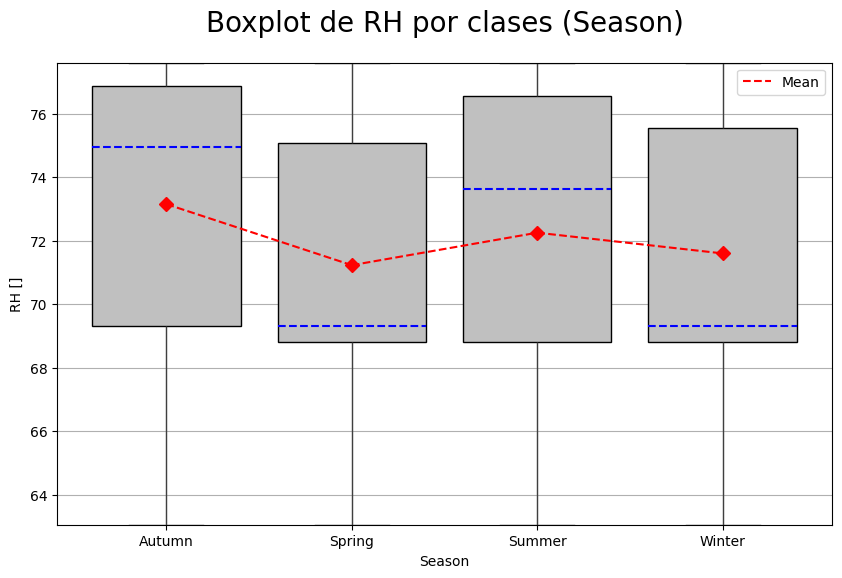 Boxplot de RH por clases (Season)
Mean
76
74
72
70
68
66
64
RH []
Autumn
Spring
Summer
Winter
Season